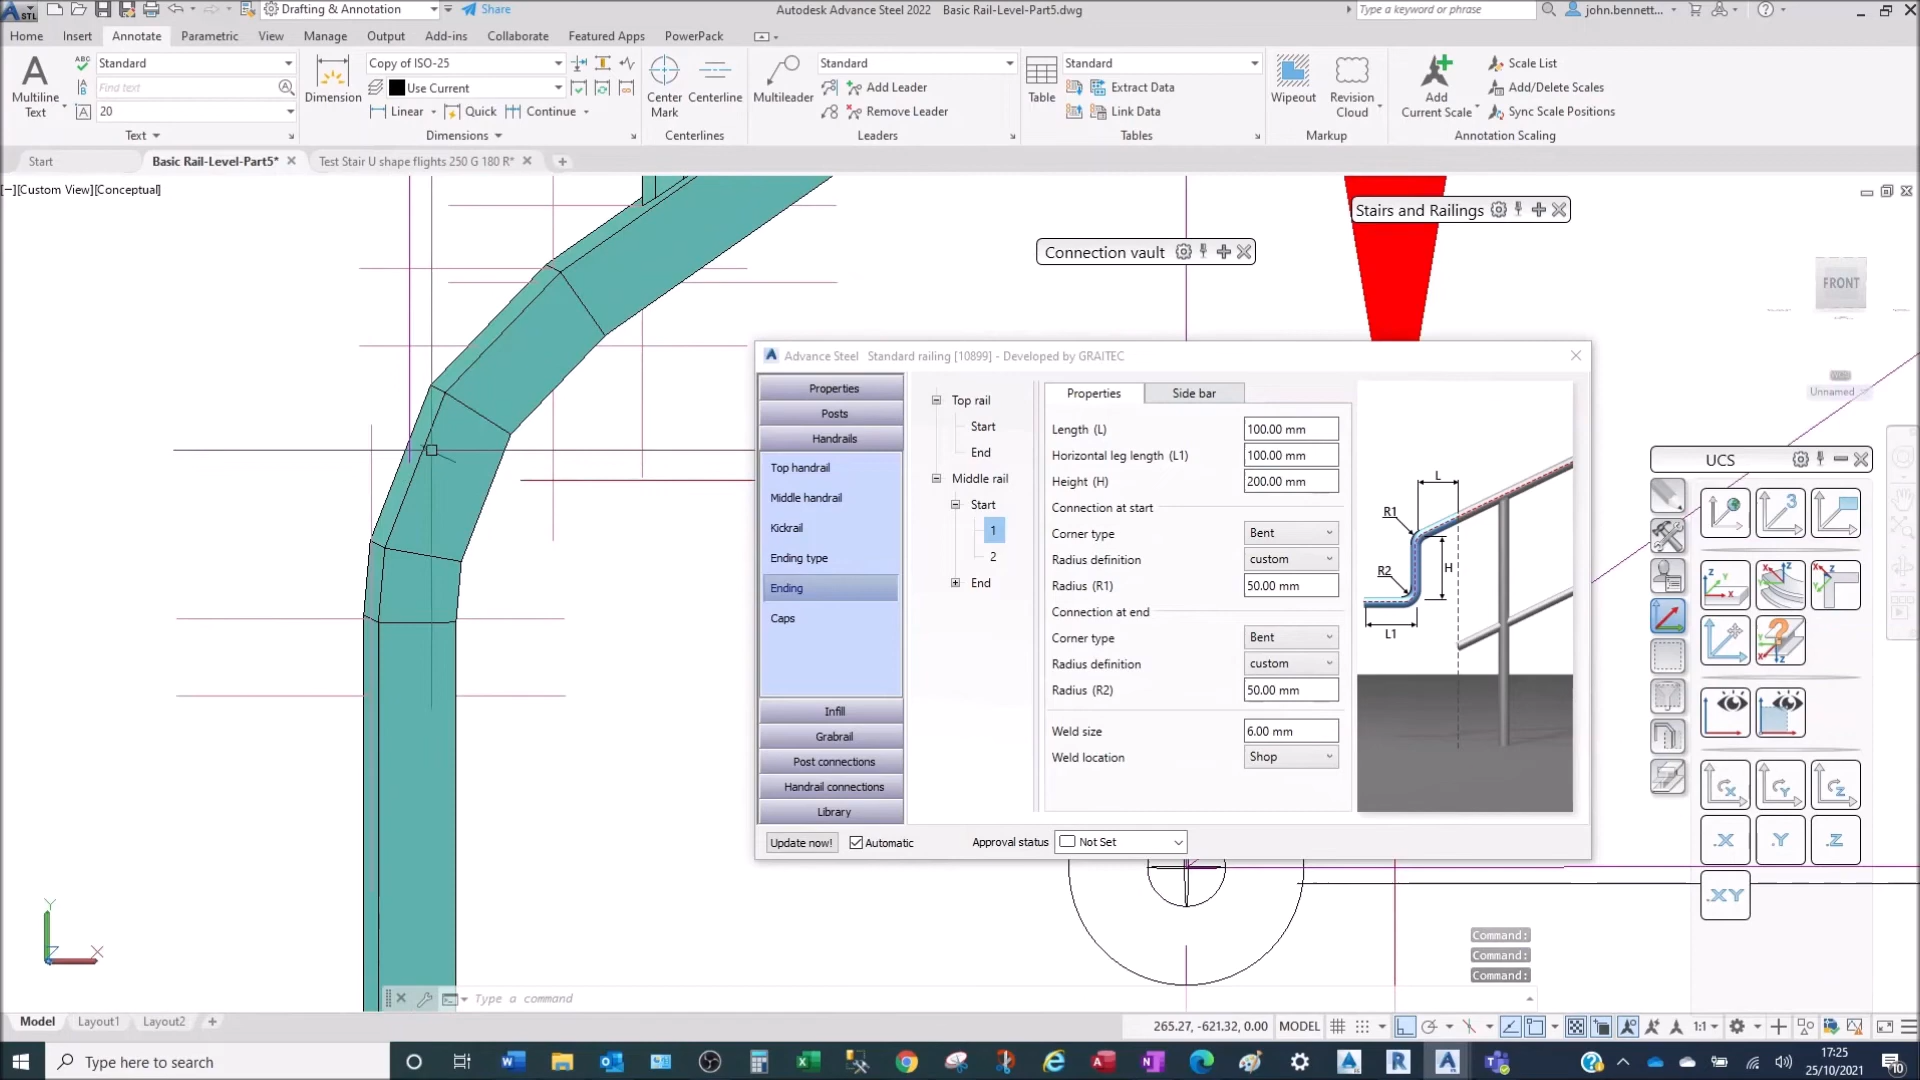 STL
Drafting & Annotation
Share
Autodesk Advance Steel 2022 Basic Rail-Level-Part5.dwg
Type a keyword or phrase
john.bennett...
Home Insert Annotate Parametric View Manage Output Add-ins Collaborate Featured Apps PowerPack
ABC Standard Copy of ISO-25 Standard Standard Scale List
Find text Use Current Add Leader Extract Data Add/Delete Scales
Multiline Text Dimension Center Mark Centerline Multileader Table Wipeout Revision Cloud Add Current Scale
20 Linear Quick Continue Remove Leader Link Data Sync Scale Positions
Text Dimensions Centerlines Leaders Tables Markup Annotation Scaling
Start Basic Rail-Level-Part5* Test Stair U shape flights 250 G 180 R*
[−][Custom View][Conceptual]
Stairs and Railings
Connection vault
FRONT
Unnamed
Advance Steel Standard railing [10899] - Developed by GRAITEC
Properties
Posts
Handrails
Top handrail
Middle handrail
Kickrail
Ending type
Ending
Caps
Infill
Grabrail
Post connections
Handrail connections
Library
Top rail
Start
End
Middle rail
Start
1
2
End
Properties Side bar
Length (L) 100.00 mm
Horizontal leg length (L1) 100.00 mm
Height (H) 200.00 mm
Connection at start
Corner type Bent
Radius definition custom
Radius (R1) 50.00 mm
Connection at end
Corner type Bent
Radius definition custom
Radius (R2) 50.00 mm
Weld size 6.00 mm
Weld location Shop
L
R1
R2
H
L1
Update now! Automatic Approval status Not Set
UCS
.X .Y .Z
.XY
Y
Z
X
Command:
Command:
Command:
Type a command
Model Layout1 Layout2
265.27, -621.32, 0.00 MODEL 1:1
Type here to search
17:25
25/10/2021
10